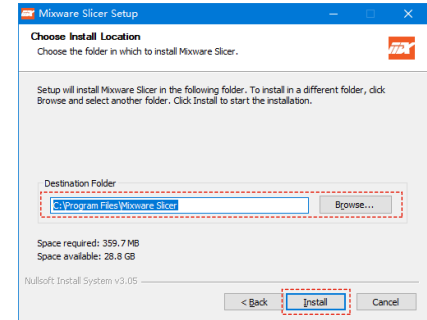 Mixware Slicer Setup
Choose Install Location
Choose the folder in which to install Mixware Slicer.
Setup will install Mixware Slicer in the following folder. To install in a different folder, click
Browse and select another folder. Click Install to start the installation.
Destination Folder
C:\Program Files\Mixware Slicer
Browse...
Space required: 359.7 MB
Space available: 28.8 GB
Nullsoft Install System v3.05
< Back
Install
Cancel